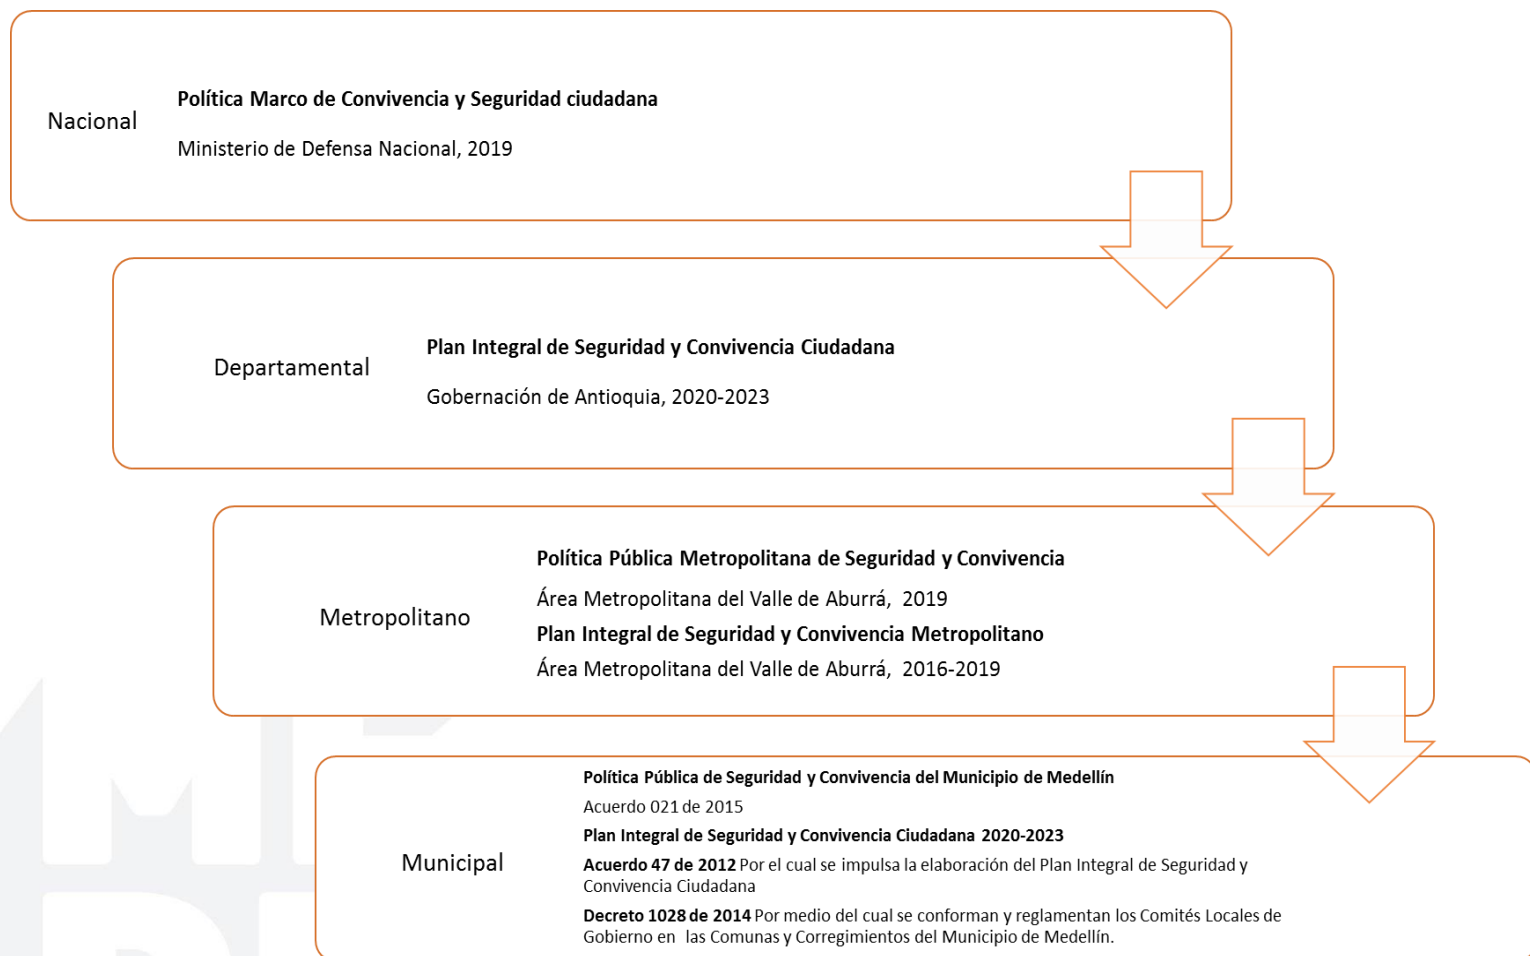 Nacional
Política Marco de Convivencia y Seguridad ciudadana
Ministerio de Defensa Nacional, 2019
Departamental
Plan Integral de Seguridad y Convivencia Ciudadana
Gobernación de Antioquia, 2020-2023
Metropolitano
Política Pública Metropolitana de Seguridad y Convivencia
Área Metropolitana del Valle de Aburrá, 2019
Plan Integral de Seguridad y Convivencia Metropolitano
Área Metropolitana del Valle de Aburrá, 2016-2019
Municipal
Política Pública de Seguridad y Convivencia del Municipio de Medellín
Acuerdo 021 de 2015
Plan Integral de Seguridad y Convivencia Ciudadana 2020-2023
Acuerdo 47 de 2012 Por el cual se impulsa la elaboración del Plan Integral de Seguridad y
Convivencia Ciudadana
Decreto 1028 de 2014 Por medio del cual se conforman y reglamentan los Comités Locales de
Gobierno en las Comunas y Corregimientos del Municipio de Medellín.